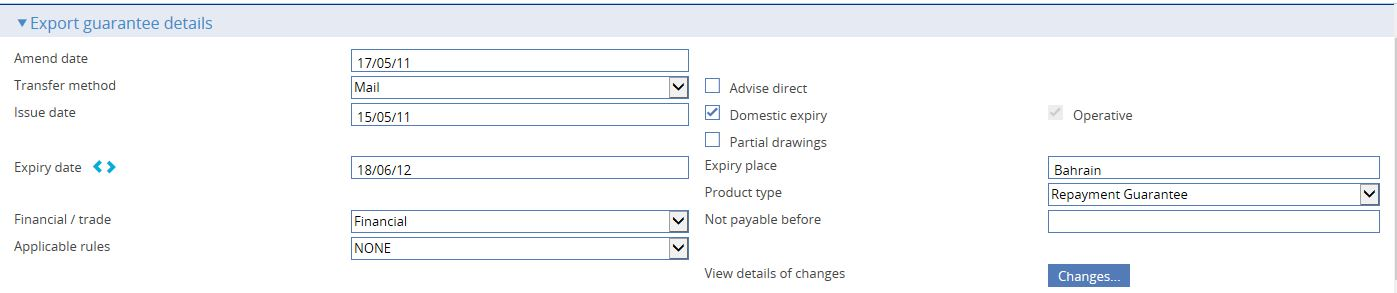 Export guarantee details
Amend date 17/05/11
Transfer method Mail Advise direct
Issue date 15/05/11 Domestic expiry Operative
Partial drawings
Expiry date 18/06/12 Expiry place Bahrain
Product type Repayment Guarantee
Financial / trade Financial Not payable before
Applicable rules NONE
View details of changes Changes...